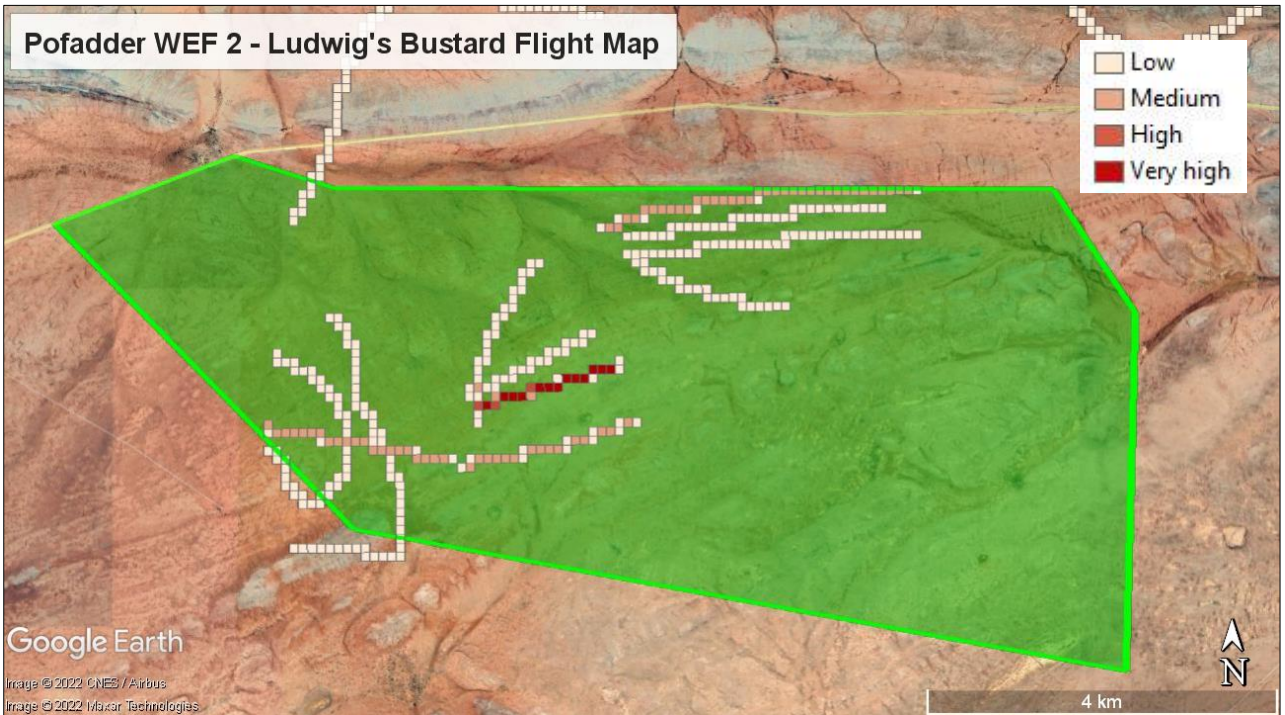 Pofadder WEF 2 - Ludwig's Bustard Flight Map
Low
Medium
High
Very high
Google Earth
Image © 2022 CNES / Airbus
Image © 2022 Maxar Technologies
N
4 km